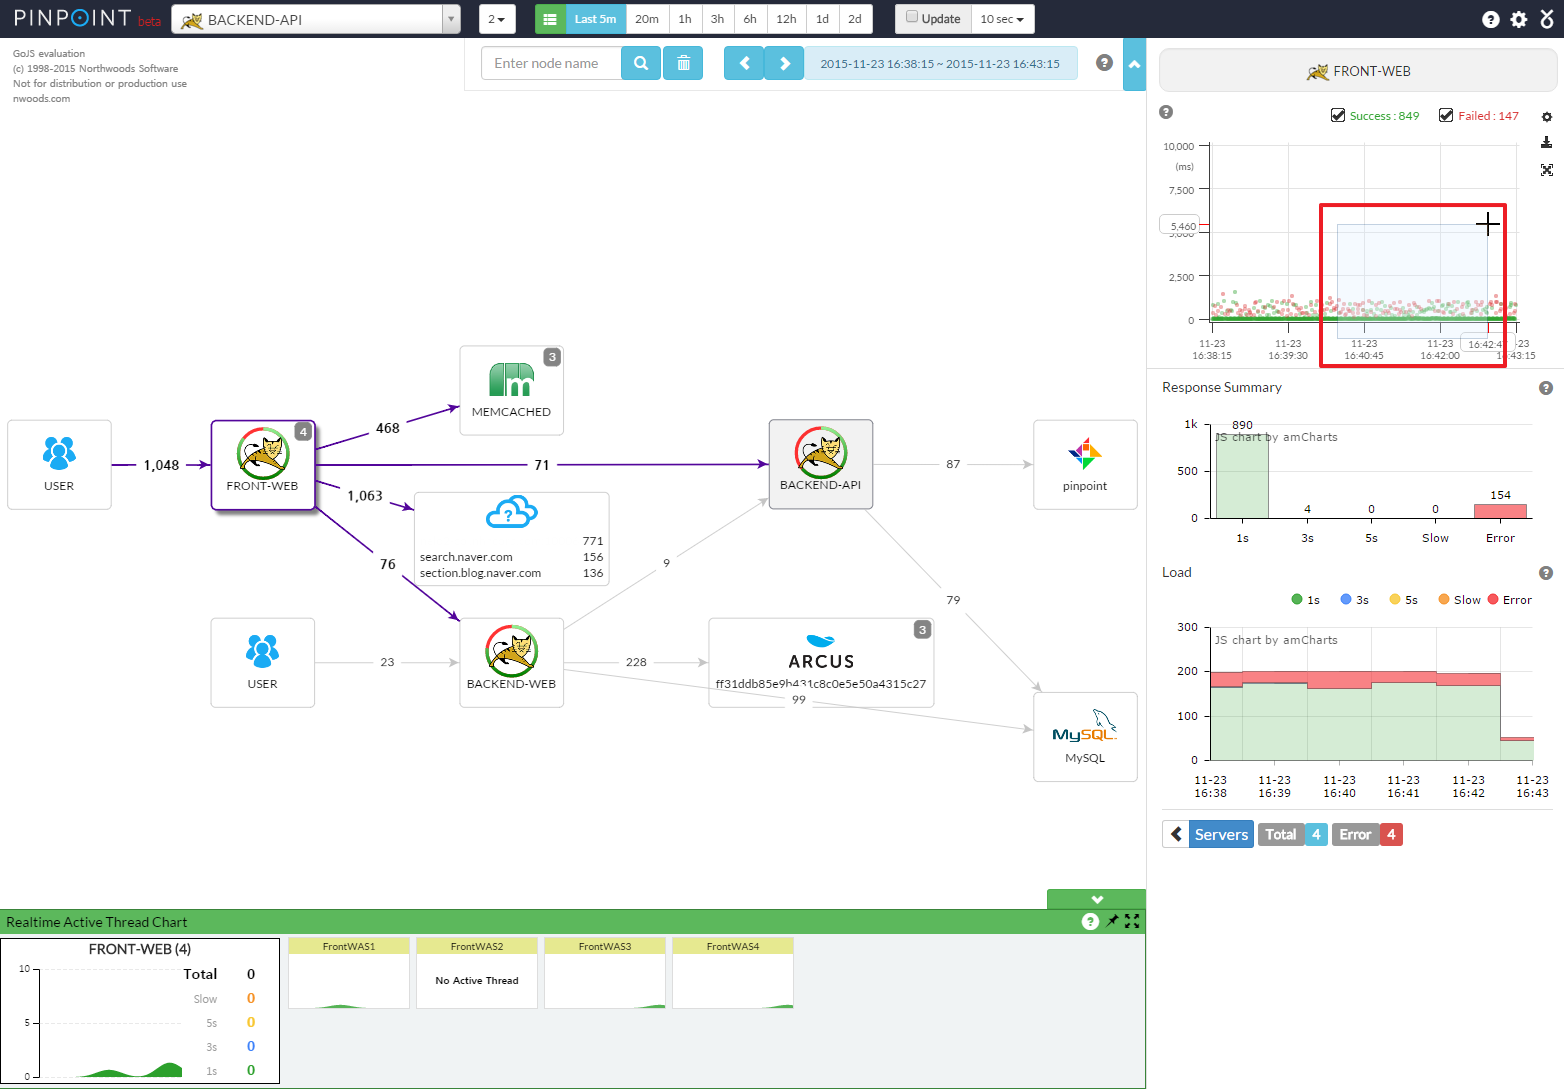 PINPOINT beta
BACKEND-API
2
Last 5m
20m
1h
3h
6h
12h
1d
2d
Update
10 sec
GoJS evaluation
(c) 1998-2015 Northwoods Software
Not for distribution or production use
nwoods.com
Enter node name
2015-11-23 16:38:15 ~ 2015-11-23 16:43:15
?
USER
1,048
4
FRONT-WEB
468
3
MEMCACHED
71
1,063
?
771
search.naver.com 156
section.blog.naver.com 136
76
BACKEND-API
87
pinpoint
9
79
USER
23
BACKEND-WEB
228
3
ARCUS
ff31ddb85e9b431c8c0e5e50a4315c27
99
MySQL
MySQL
FRONT-WEB
?
Success : 849
Failed : 147
10,000
(ms)
7,500
5,460
5,000
2,500
0
11-23
16:38:15
11-23
16:39:30
11-23
16:40:45
11-23
16:42:00
16:42:47
-23
16:43:15
Response Summary
?
1k
500
0
JS chart by amCharts
890
4
0
0
154
1s
3s
5s
Slow
Error
Load
?
1s
3s
5s
Slow
Error
JS chart by amCharts
300
200
100
0
11-23
16:38
11-23
16:39
11-23
16:40
11-23
16:41
11-23
16:42
11-23
16:43
Servers
Total 4
Error 4
Realtime Active Thread Chart
?
FRONT-WEB (4)
10
5
0
Total 0
Slow 0
5s 0
3s 0
1s 0
FrontWAS1
FrontWAS2
No Active Thread
FrontWAS3
FrontWAS4